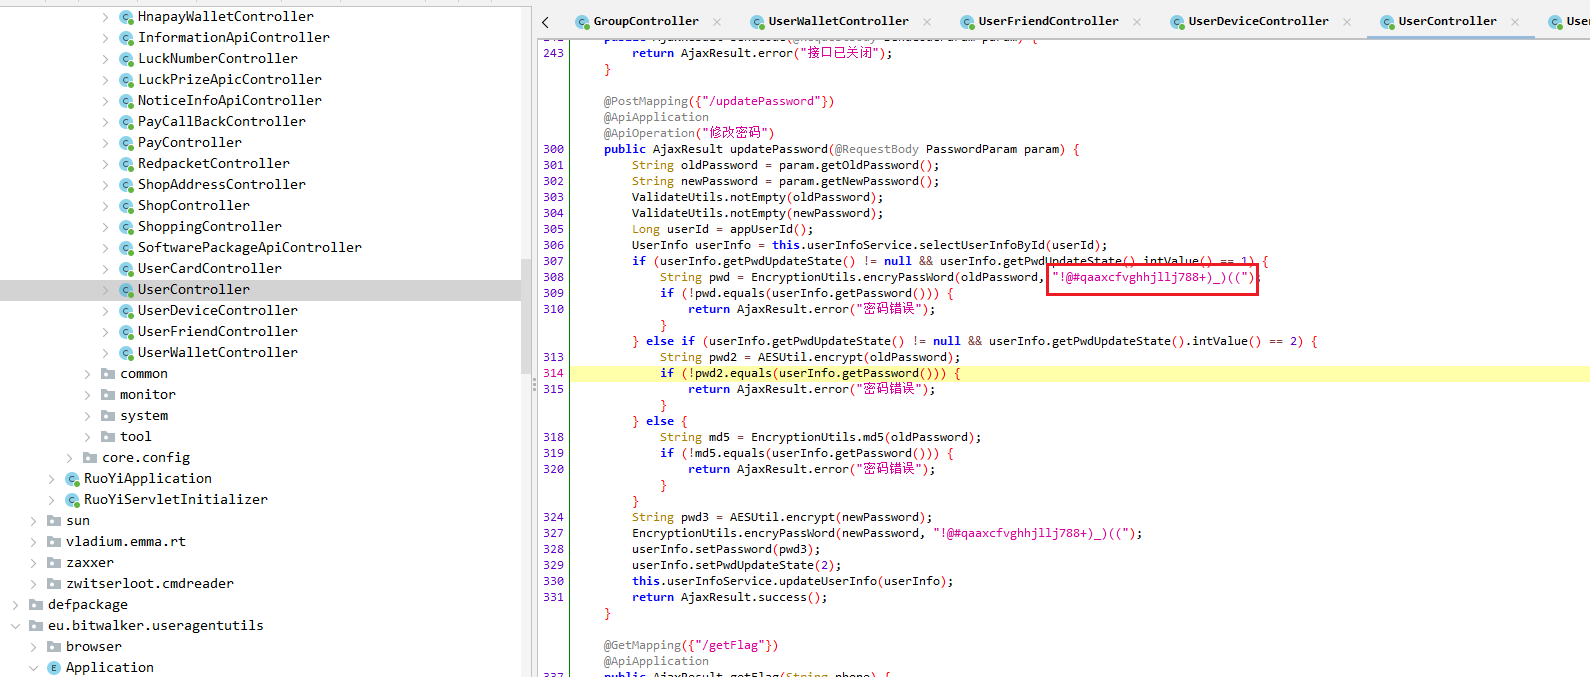 HnapayWalletController
InformationApiController
LuckNumberController
LuckPrizeApicController
NoticeInfoApiController
PayCallBackController
PayController
RedpacketController
ShopAddressController
ShopController
ShoppingController
SoftwarePackageApiController
UserCardController
UserController
UserDeviceController
UserFriendController
UserWalletController
common
monitor
system
tool
core.config
RuoYiApplication
RuoYiServletInitializer
sun
vladium.emma.rt
zaxxer
zwitserloot.cmdreader
defpackage
eu.bitwalker.useragentutils
browser
Application
GroupController × UserWalletController × UserFriendController × UserDeviceController × UserController ×
243 return AjaxResult.error("接口已关闭");
}
@PostMapping({"/updatePassword"})
@ApiApplication
@ApiOperation("修改密码")
300 public AjaxResult updatePassword(@RequestBody PasswordParam param) {
301 String oldPassword = param.getOldPassword();
302 String newPassword = param.getNewPassword();
303 ValidateUtils.notEmpty(oldPassword);
304 ValidateUtils.notEmpty(newPassword);
305 Long userId = appUserId();
306 UserInfo userInfo = this.userInfoService.selectUserInfoById(userId);
307 if (userInfo.getPwdUpdateState() != null && userInfo.getPwdUpdateState().intValue() == 1) {
308 String pwd = EncryptionUtils.encryPassWord(oldPassword, "!@#qaaxcfvghhjllj788+)_)((");
309 if (!pwd.equals(userInfo.getPassword())) {
310 return AjaxResult.error("密码错误");
}
} else if (userInfo.getPwdUpdateState() != null && userInfo.getPwdUpdateState().intValue() == 2) {
313 String pwd2 = AESUtil.encrypt(oldPassword);
314 if (!pwd2.equals(userInfo.getPassword())) {
315 return AjaxResult.error("密码错误");
}
} else {
318 String md5 = EncryptionUtils.md5(oldPassword);
319 if (!md5.equals(userInfo.getPassword())) {
320 return AjaxResult.error("密码错误");
}
}
324 String pwd3 = AESUtil.encrypt(newPassword);
327 EncryptionUtils.encryPassWord(newPassword, "!@#qaaxcfvghhjllj788+)_)((");
328 userInfo.setPassword(pwd3);
329 userInfo.setPwdUpdateState(2);
330 this.userInfoService.updateUserInfo(userInfo);
331 return AjaxResult.success();
}
@GetMapping({"/getFlag"})
@ApiApplication
337 public AjaxResult getFlag(String phone) {